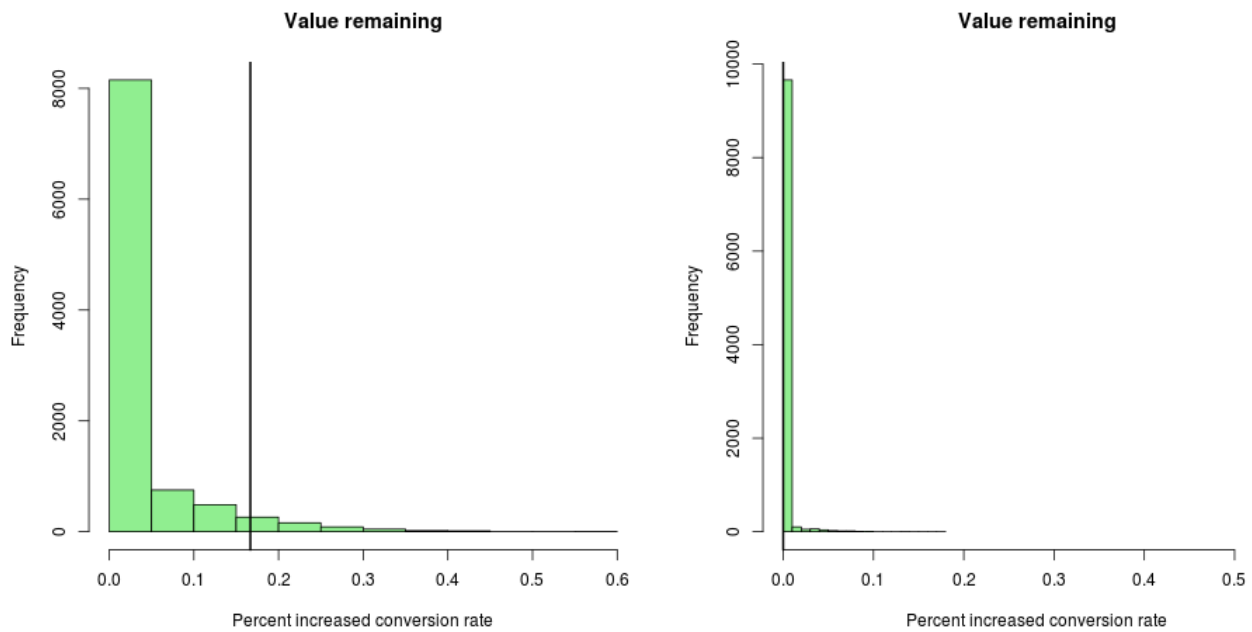 Value remaining
Frequency
8000
6000
4000
2000
0
0.0 0.1 0.2 0.3 0.4 0.5 0.6
Percent increased conversion rate
Value remaining
Frequency
10000
8000
6000
4000
2000
0
0.0 0.1 0.2 0.3 0.4 0.5
Percent increased conversion rate